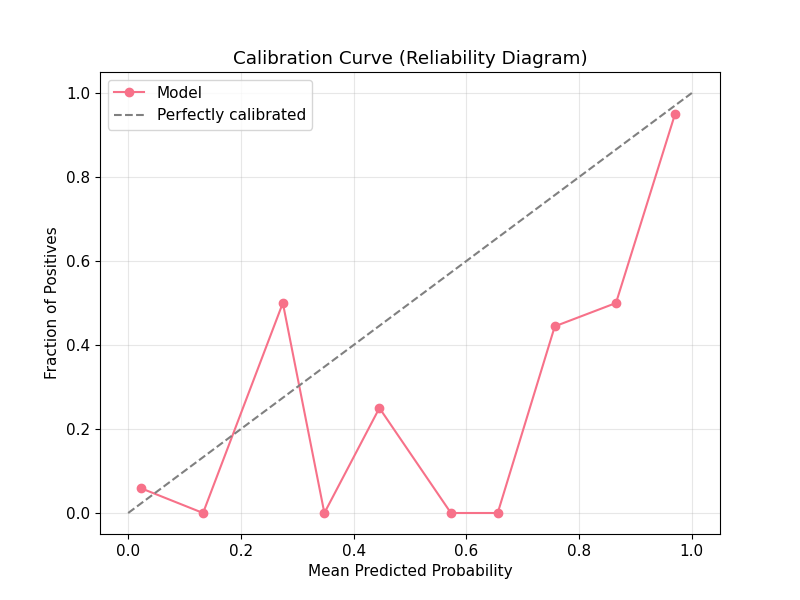 Calibration Curve (Reliability Diagram)
Model
Perfectly calibrated
Fraction of Positives
1.0
0.8
0.6
0.4
0.2
0.0
0.0 0.2 0.4 0.6 0.8 1.0
Mean Predicted Probability